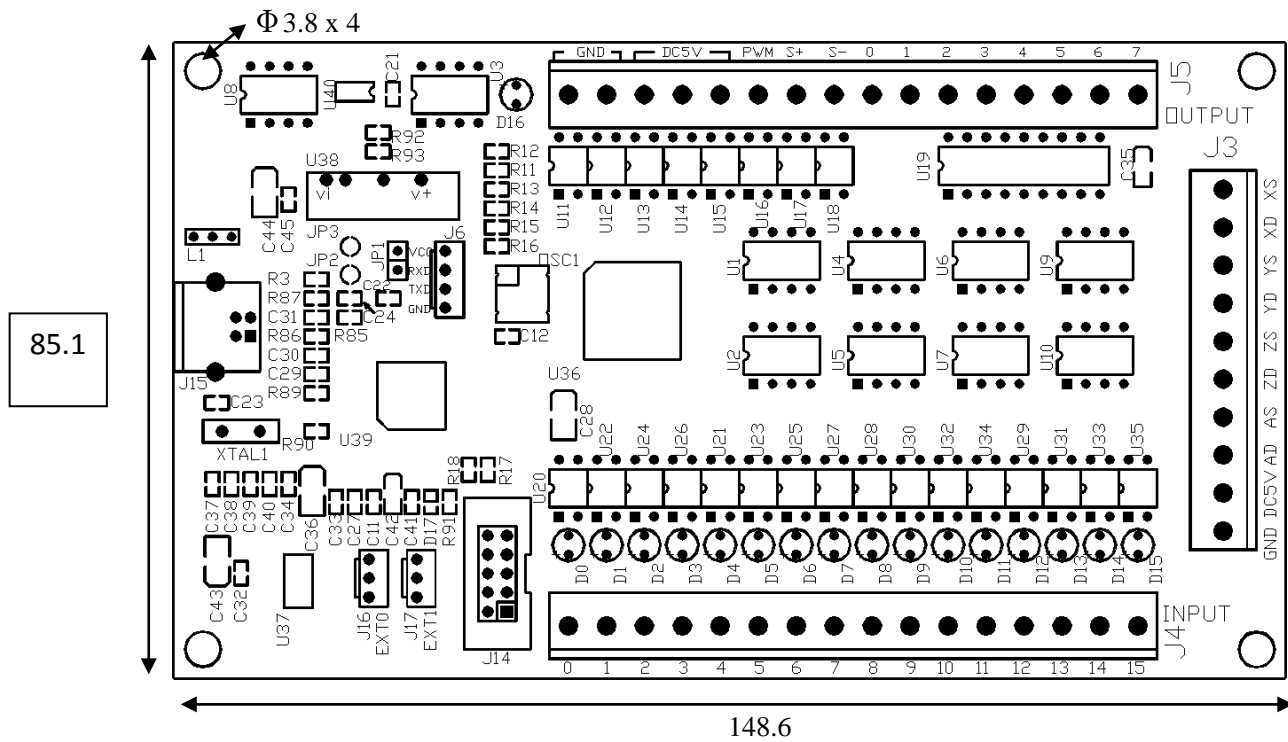 Φ3.8 x 4
GND DC5V PWM S+ S- 0 1 2 3 4 5 6 7
J5
OUTPUT
U8
U40
C21
U3
D16
R92
R93
U38
vi v+
C44
C45
L1
R12
R11
R13
R14
R15
R16
U11 U12 U13 U14 U15 U16 U17 U18
U19
C35
J3
XS
XD
YS
YD
ZS
ZD
AS
AD
DC5V
GND
JP3
JP2
JP1
J6
VCC
RXD
TXD
GND
OSC1
C12
U1 U4 U6 U9
U2 U5 U7 U10
R3
R87
C31
R86
C30
C29
R89
C22
C24
R85
J15
85.1
C23
XTAL1
R90
U39
U36
C28
U20 U22 U24 U26 U21 U23 U25 U27 U28 U30 U32 U34 U29 U31 U33 U35
R18
R17
C37 C38 C39 C40 C34 C36 C33 C27 C11 C42 C41 D17 R91
C43
C32
U37
J16
EXT0
J17
EXT1
J14
D0 D1 D2 D3 D4 D5 D6 D7 D8 D9 D10 D11 D12 D13 D14 D15
INPUT
J4
0 1 2 3 4 5 6 7 8 9 10 11 12 13 14 15
148.6